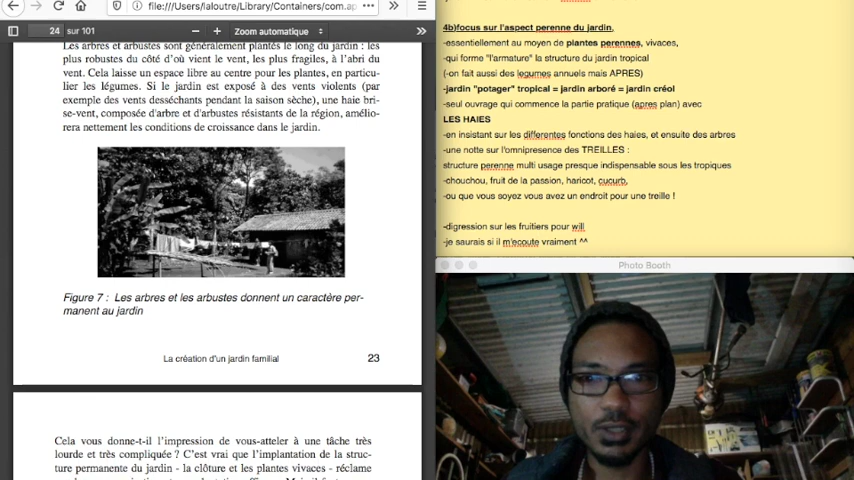 file:///Users/laloutre/Library/Containers/com.ap
24 sur 101
Zoom automatique
Les arbres et arbustes sont généralement plantés le long du jardin : les
plus robustes du côté d'où vient le vent, les plus fragiles, à l'abri du
vent. Cela laisse un espace libre au centre pour les plantes, en particu-
lier les légumes. Si le jardin est exposé à des vents violents (par
exemple des vents desséchants pendant la saison sèche), une haie bri-
se-vent, composée d'arbre et d'arbustes résistants de la région, amélio-
rera nettement les conditions de croissance dans le jardin.
Figure 7 : Les arbres et les arbustes donnent un caractère per-
manent au jardin
La création d'un jardin familial 23
Cela vous donne-t-il l'impression de vous-atteler à une tâche très
lourde et très compliquée ? C'est vrai que l'implantation de la struc-
ture permanente du jardin - la clôture et les plantes vivaces - réclame
4b)focus sur l'aspect perenne du jardin.
-essentiellement au moyen de plantes perennes, vivaces,
-qui forme "l'armature" la structure du jardin tropical
(-on fait aussi des legumes annuels mais APRES)
-jardin "potager" tropical = jardin arboré = jardin créol
-seul ouvrage qui commence la partie pratique (apres plan) avec
LES HAIES
-en insistant sur les differentes fonctions des haies, et ensuite des arbres
-une notte sur l'omnipresence des TREILLES :
structure perenne multi usage presque indispensable sous les tropiques
-chouchou, fruit de la passion, haricot, cucurb,
-ou que vous soyez vous avez un endroit pour une treille !
-digression sur les fruitiers pour will
-je saurais si il m'ecoute vraiment ^^
Photo Booth